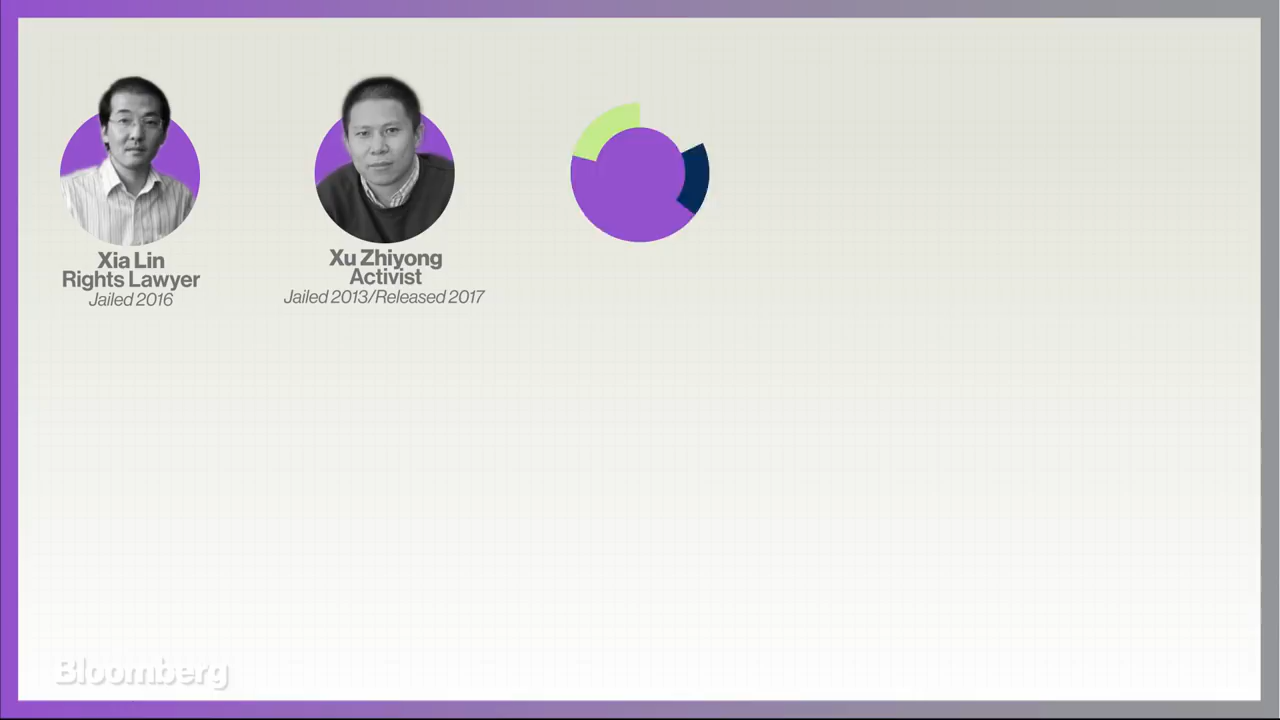 Xia Lin
Rights Lawyer
Jailed 2016
Xu Zhiyong
Activist
Jailed 2013/Released 2017
Bloomberg